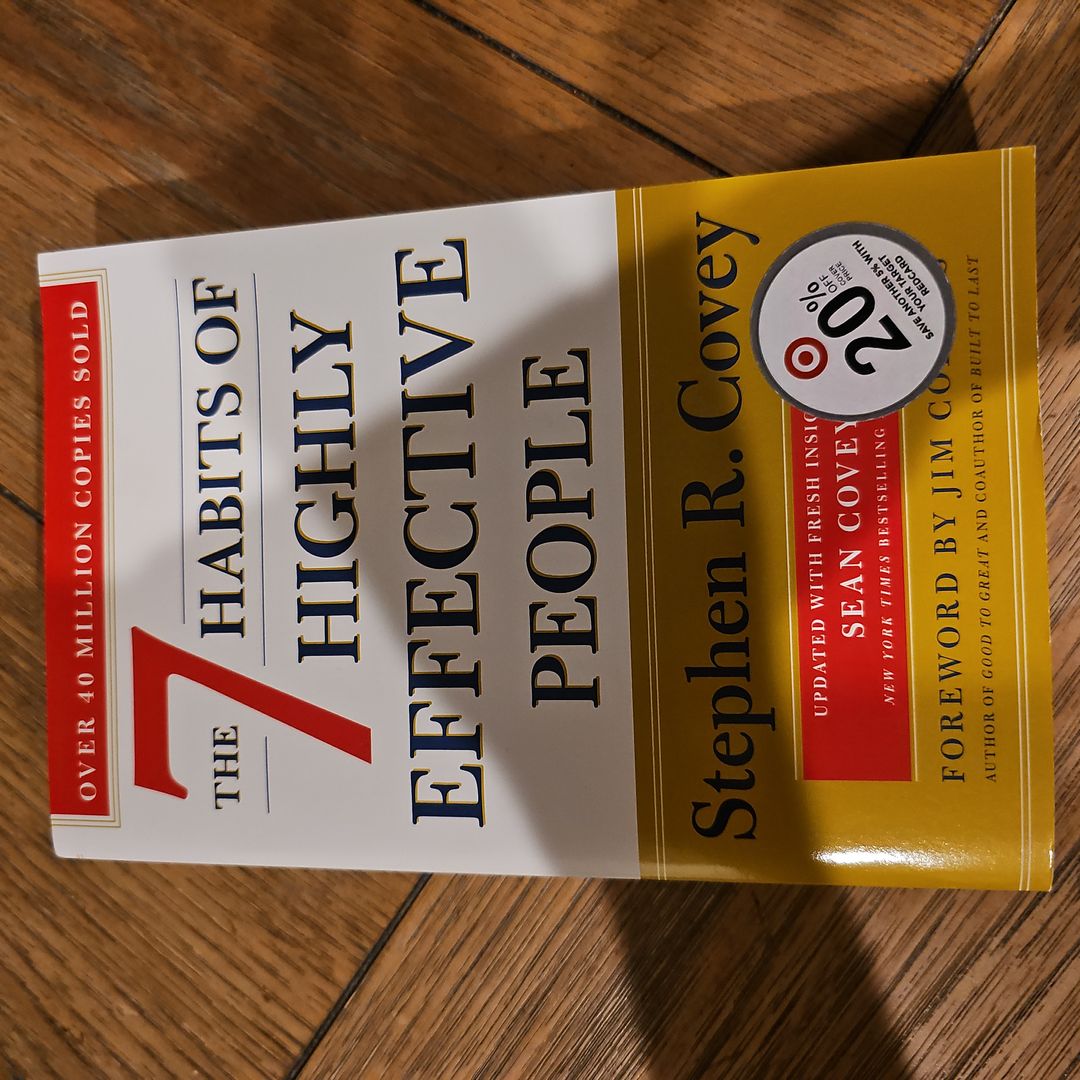 OVER 40 MILLION COPIES SOLD
THE 7 HABITS OF
HIGHLY
EFFECTIVE
PEOPLE
Stephen R. Covey
UPDATED WITH FRESH
SEAN COVEY
NEW YORK TIMES BESTSELLING
FOREWORD BY JIM
AUTHOR OF GOOD TO GREAT AND COAUTHOR OF BUILT TO LAST
20%
OFF
COVER
PRICE
SAVE ANOTHER 5% WITH
YOUR TARGET
REDCARD